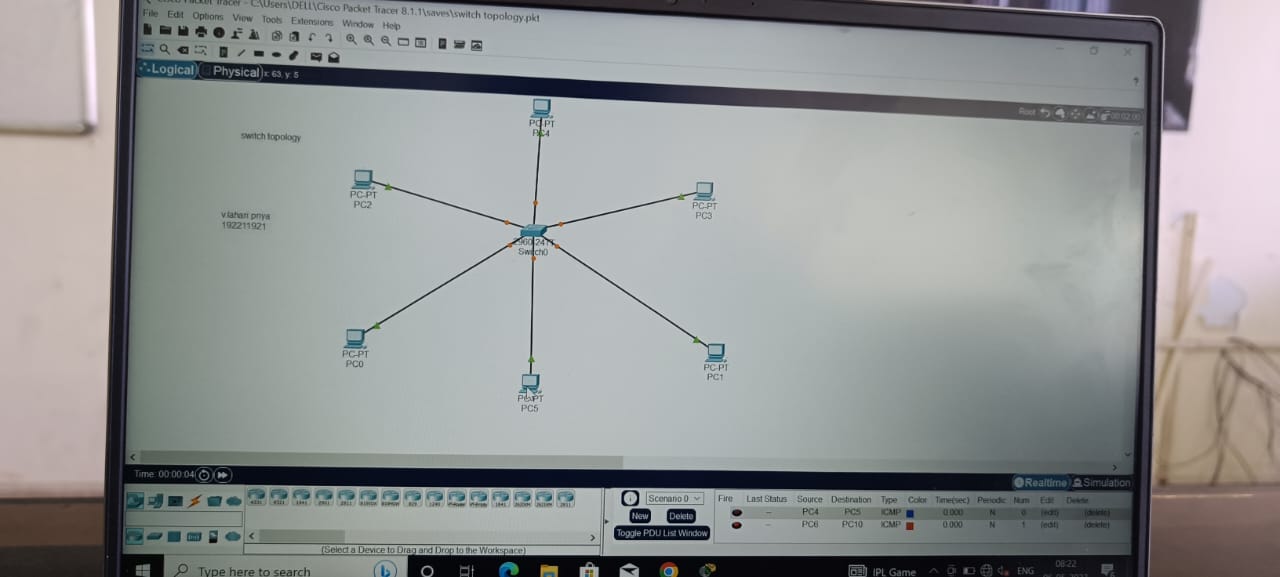 Cisco Packet Tracer - C:\Users\DELL\Cisco Packet Tracer 8.1.1\saves\switch topology.pkt
File Edit Options View Tools Extensions Window Help
Logical Physical x: 63, y: 5
Root 00:02:00
switch topology
v.lahari priya
192211921
PC-PT
PC4
PC-PT
PC2
PC-PT
PC3
2960-24TT
Switch0
PC-PT
PC0
PC-PT
PC1
PC-PT
PC5
Time: 00:00:04
Realtime Simulation
Scenario 0
New Delete
Toggle PDU List Window
Fire Last Status Source Destination Type Color Time(sec) Periodic Num Edit Delete
-- PC4 PC5 ICMP 0.000 N 0 (edit) (delete)
-- PC6 PC10 ICMP 0.000 N 1 (edit) (delete)
(Select a Device to Drag and Drop to the Workspace)
Type here to search
IPL Game
ENG
08:22